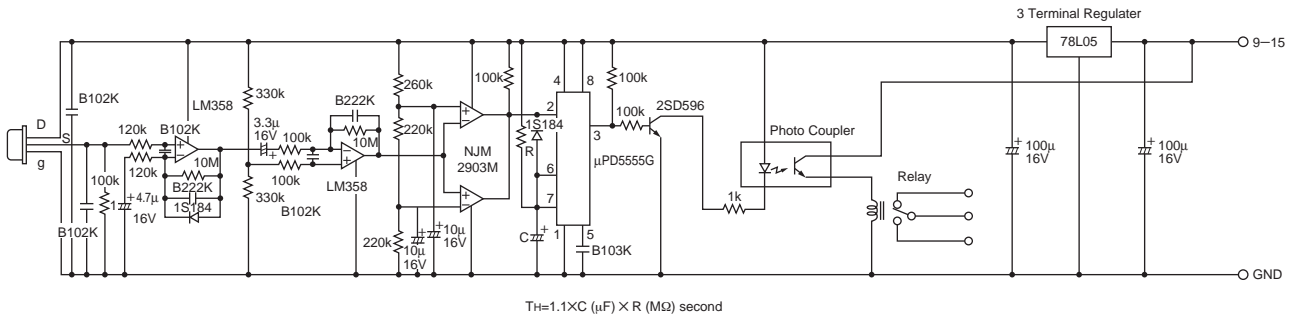 3 Terminal Regulater
78L05
9−15
D
S
g
B102K
LM358
120k
B102K
120k
100k
1
10M
B222K
1S184
+4.7µ
16V
B102K
330k
3.3µ
16V
+
100k
100k
330k
B102K
B222K
10M
LM358
260k
220k
220k
10µ
16V
10µ
16V
NJM
2903M
100k
1S184
R
C
+
4
8
2
3
6
7
1
5
µPD5555G
B103K
100k
100k
2SD596
Photo Coupler
1k
Relay
100µ
16V
100µ
16V
GND
TH=1.1×C (µF) × R (MΩ) second